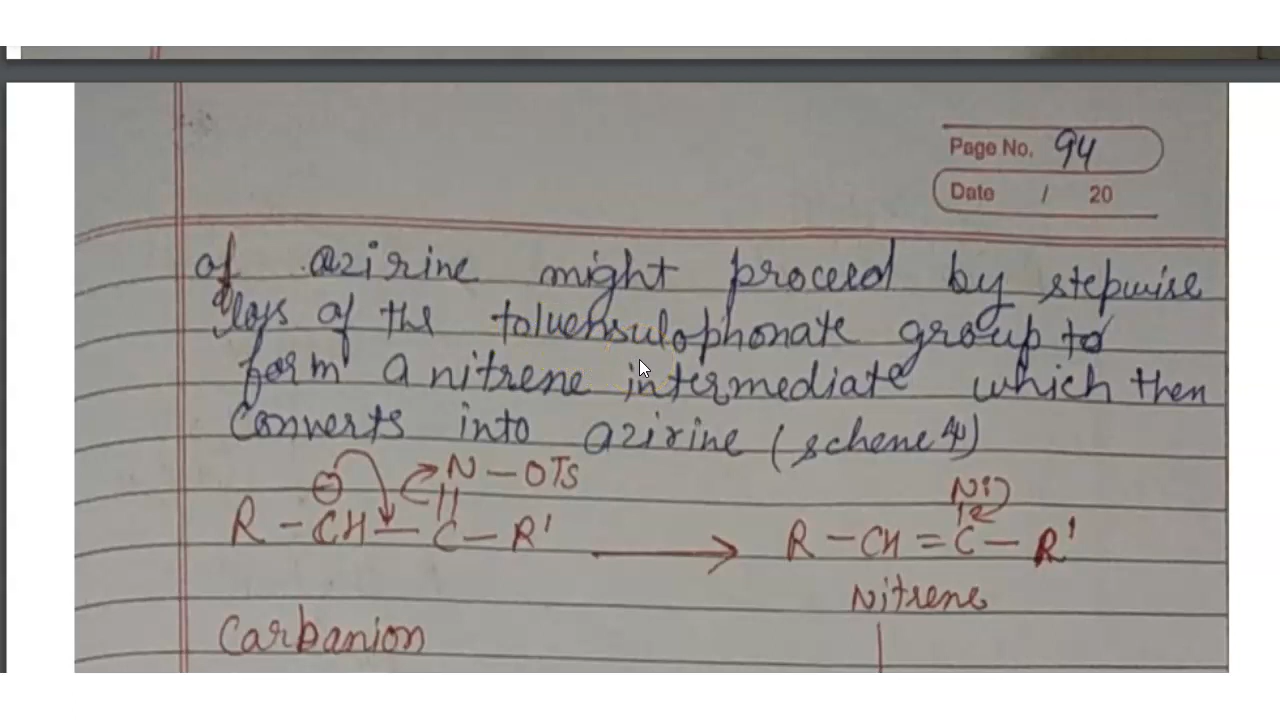 Page No. 94
Date / 20
of azirine might proceed by stepwise
loss of the toluensulophonate group to
form a nitrene intermediate which then
Converts into azirine (scheme 4)
⊖ N — OTS
R — CH — C — R'
N:
R — CH = C — R'
Nitrene
Carbanion